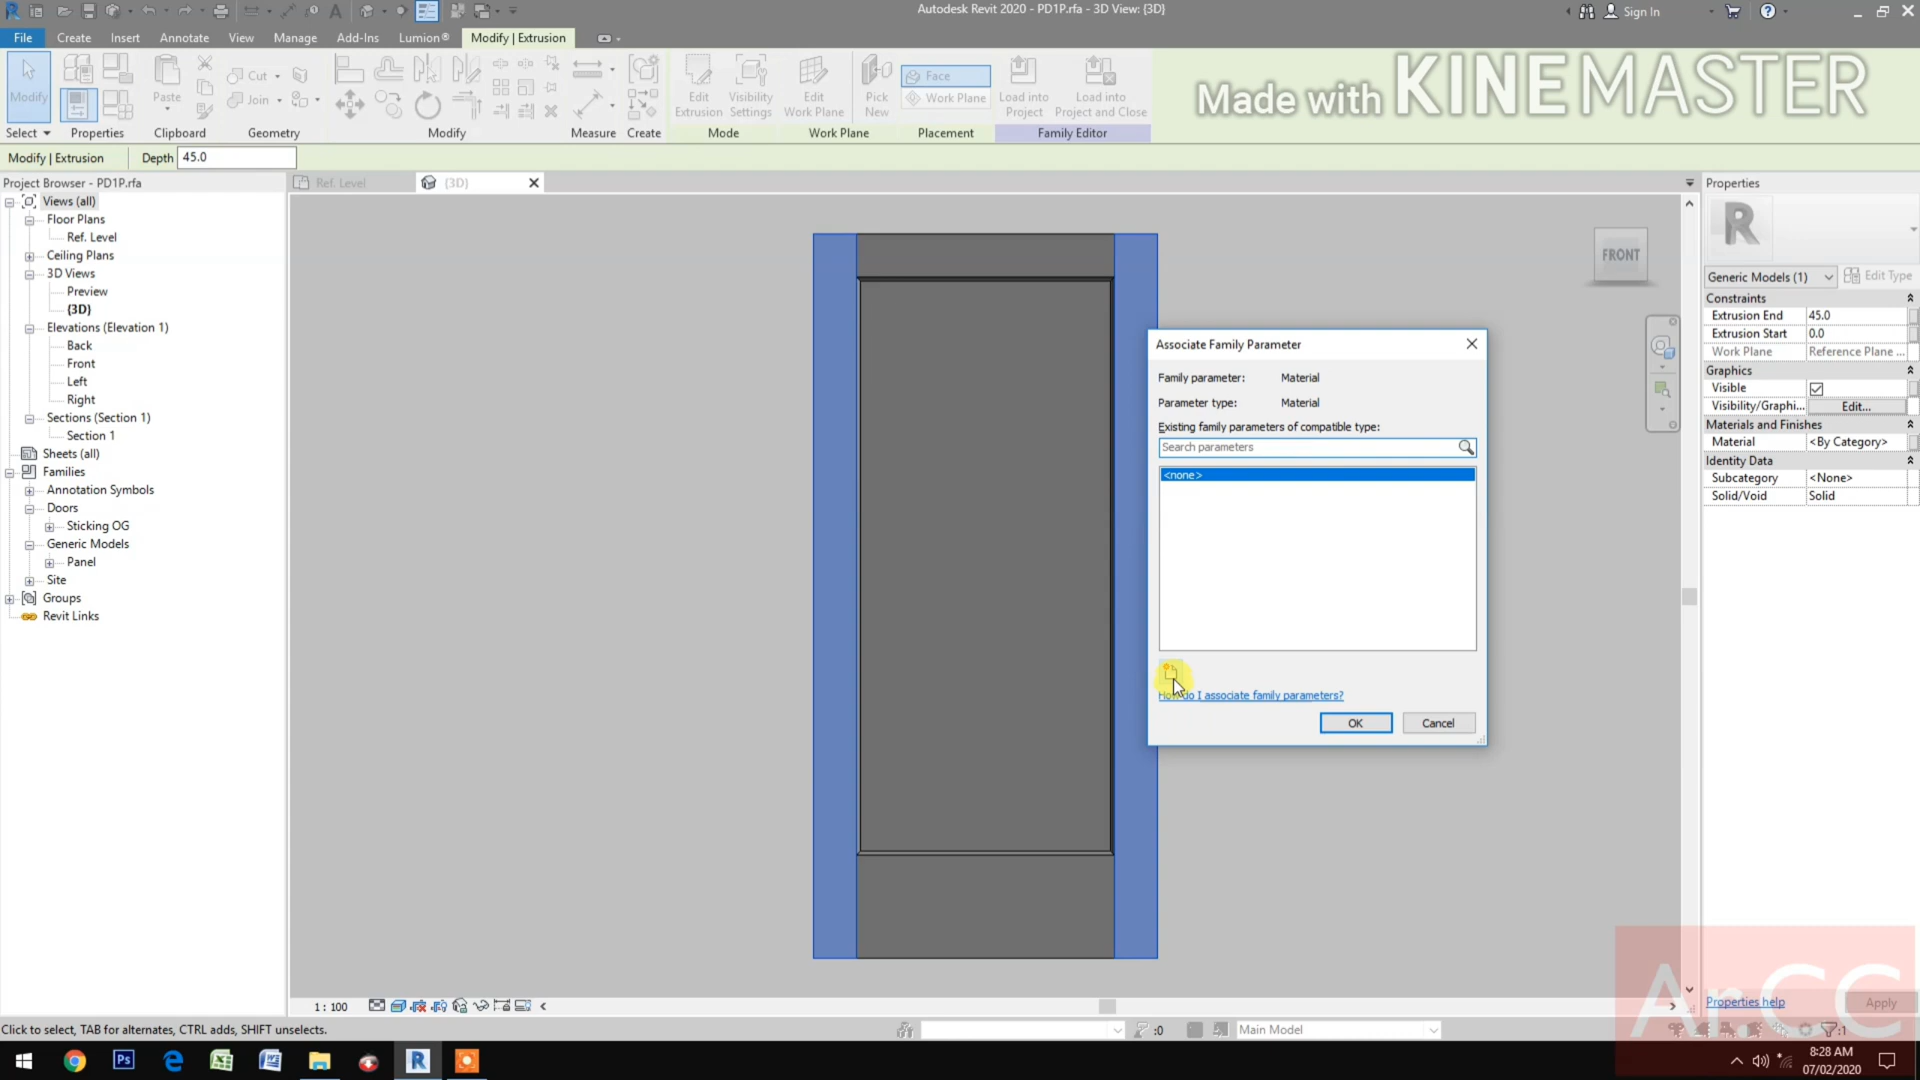 Autodesk Revit 2020 - PD1P.rfa - 3D View: {3D}
Sign In
File Create Insert Annotate View Manage Add-Ins Lumion® Modify | Extrusion
Modify
Paste
Cut
Join
Edit Extrusion
Visibility Settings
Edit Work Plane
Pick New
Face
Work Plane
Load into Project
Load into Project and Close
Made with KINEMASTER
Select Properties Clipboard Geometry Modify Measure Create Mode Work Plane Placement Family Editor
Modify | Extrusion Depth 45.0
Project Browser - PD1P.rfa
Ref. Level
{3D}
Properties
Views (all)
Floor Plans
Ref. Level
Ceiling Plans
3D Views
Preview
{3D}
Elevations (Elevation 1)
Back
Front
Left
Right
Sections (Section 1)
Section 1
Sheets (all)
Families
Annotation Symbols
Doors
Sticking OG
Generic Models
Panel
Site
Groups
Revit Links
FRONT
Associate Family Parameter
Family parameter: Material
Parameter type: Material
Existing family parameters of compatible type:
Search parameters
<none>
How do I associate family parameters?
OK Cancel
Generic Models (1) Edit Type
Constraints
Extrusion End 45.0
Extrusion Start 0.0
Work Plane Reference Plane ...
Graphics
Visible
Visibility/Graphi... Edit...
Materials and Finishes
Material <By Category>
Identity Data
Subcategory <None>
Solid/Void Solid
ArCC
Properties help Apply
1 : 100
Click to select, TAB for alternates, CTRL adds, SHIFT unselects.
:0
Main Model
:1
8:28 AM
07/02/2020